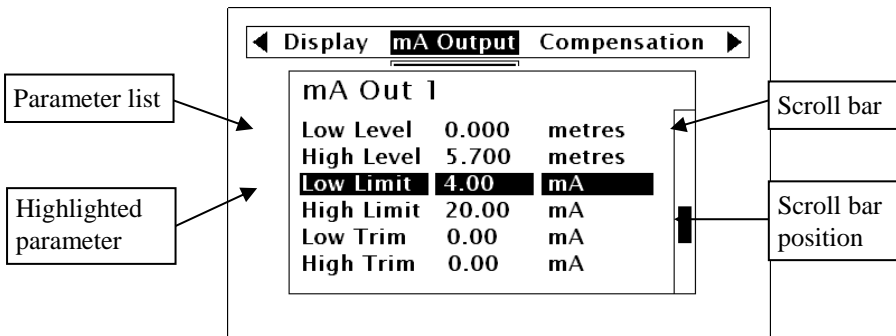 Display mA Output Compensation
mA Out 1
Parameter list
Scroll bar
Low Level 0.000 metres
High Level 5.700 metres
Low Limit 4.00 mA
High Limit 20.00 mA
Low Trim 0.00 mA
High Trim 0.00 mA
Highlighted
parameter
Scroll bar
position